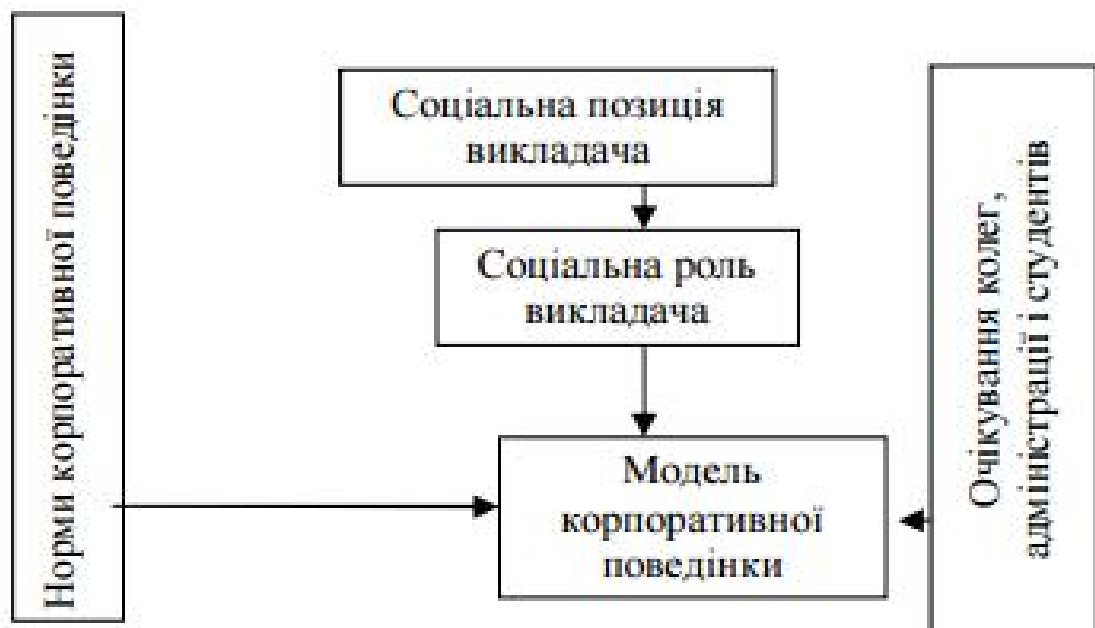 Норми корпоративної поведінки
Соціальна позиція
викладача
Соціальна роль
викладача
Модель
корпоративної
поведінки
Очікування колег,
адміністрації і студентів